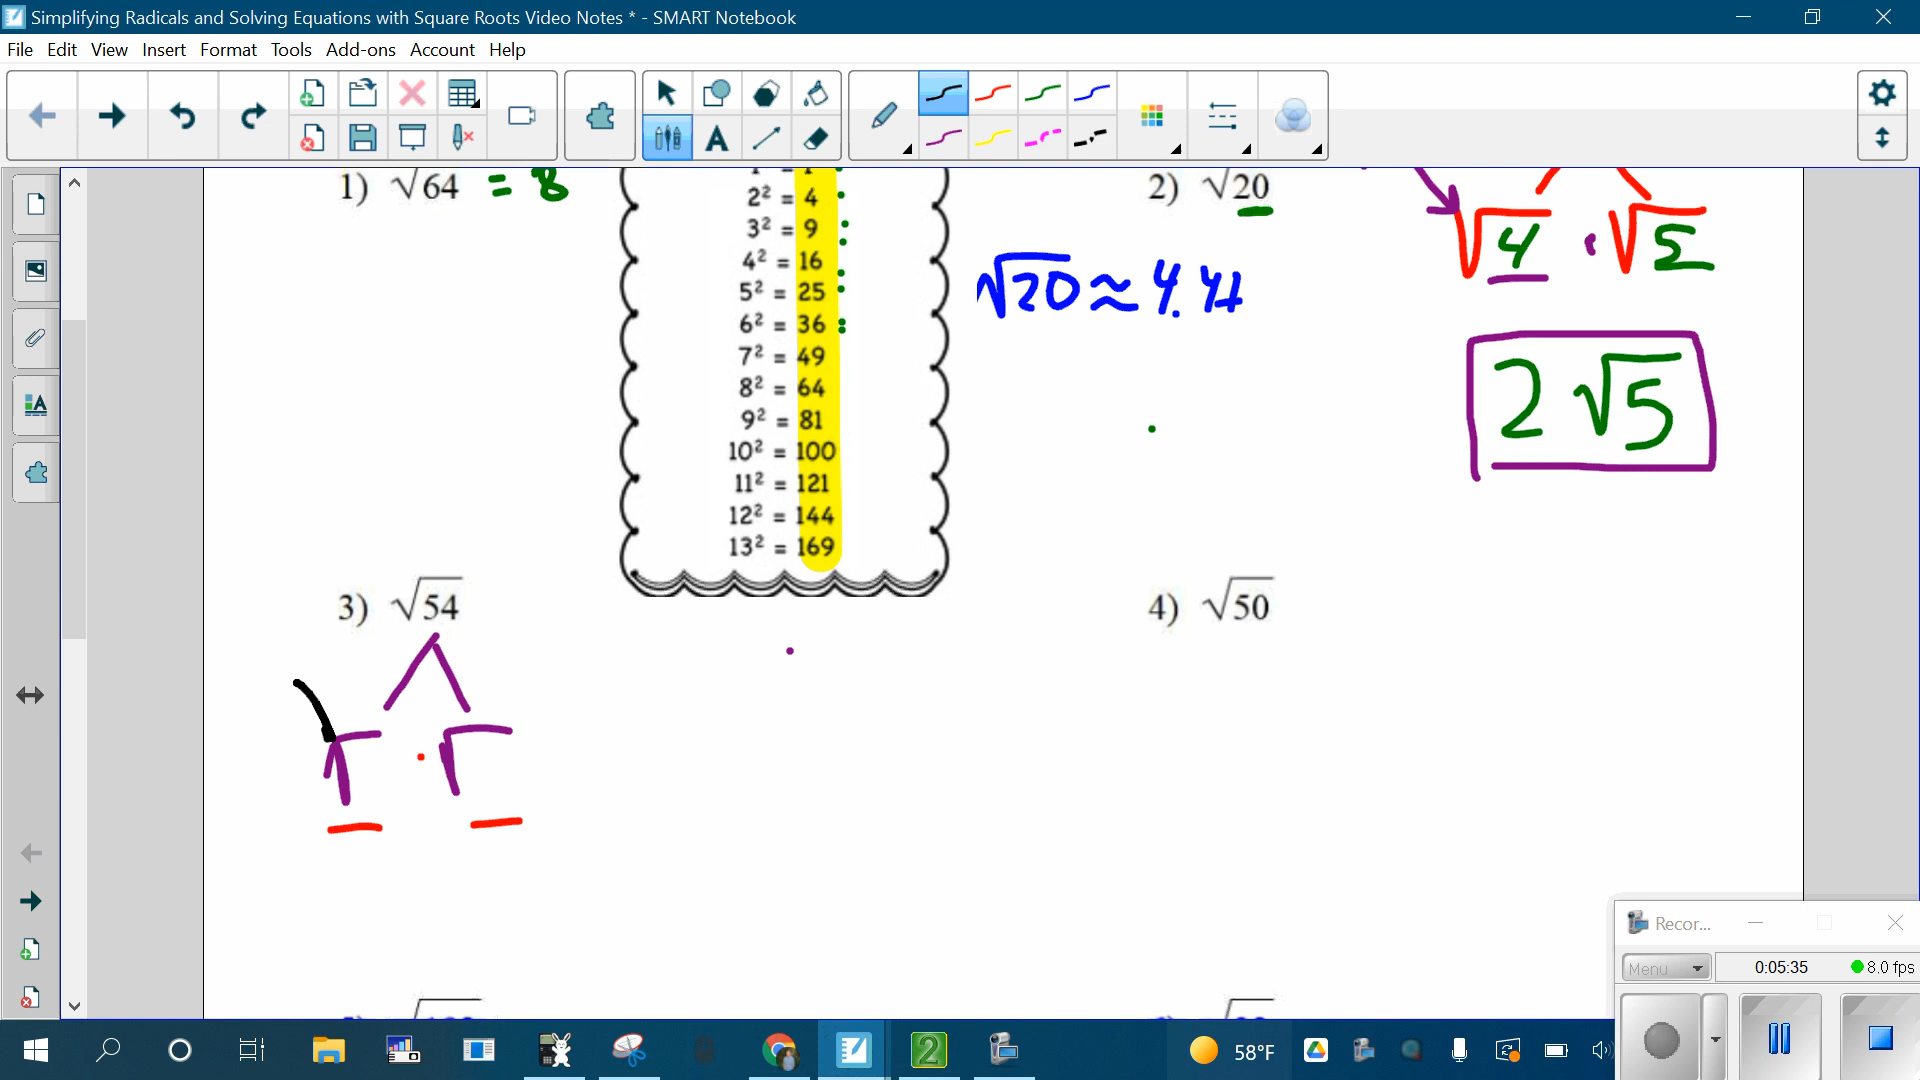 Simplifying Radicals and Solving Equations with Square Roots Video Notes * - SMART Notebook
File Edit View Insert Format Tools Add-ons Account Help
1) √64 = 8
2) √20
√4 · √5
2² = 4
3² = 9
4² = 16
5² = 25
6² = 36
7² = 49
8² = 64
9² = 81
10² = 100
11² = 121
12² = 144
13² = 169
√20 ≈ 4.47
2√5
3) √54
4) √50
Recor...
Menu
0:05:35
8.0 fps
58°F